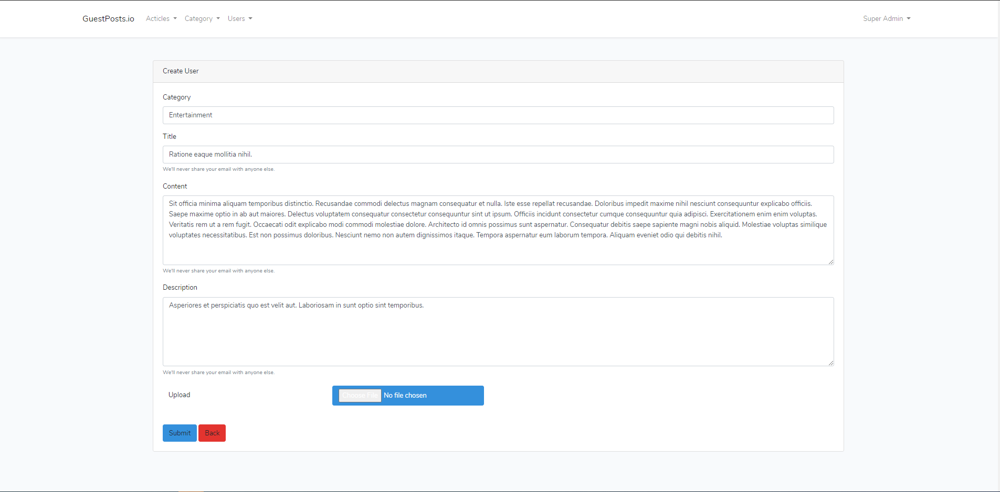 GuestPosts.io Acticles Category Users Super Admin
Create User
Category
Entertainment
Title
Ratione eaque mollitia nihil.
We'll never share your email with anyone else.
Content
Sit officia minima aliquam temporibus distinctio. Recusandae commodi delectus magnam consequatur et nulla. Iste esse repellat recusandae. Doloribus impedit maxime nihil nesciunt consequuntur explicabo officiis.
Saepe maxime optio in ab aut maiores. Delectus voluptatem consequatur consectetur consequuntur sint ut ipsum. Officiis incidunt consectetur cumque consequuntur quia adipisci. Exercitationem enim enim voluptas.
Veritatis rem ut a rem fugit. Occaecati odit explicabo modi commodi molestiae dolore. Architecto id omnis possimus sunt aspernatur. Consequatur debitis saepe sapiente magni nobis aliquid. Molestiae voluptas similique
voluptates necessitatibus. Est non possimus doloribus. Nesciunt nemo non autem dignissimos itaque. Tempora aspernatur eum laborum tempora. Aliquam eveniet odio qui debitis nihil.
We'll never share your email with anyone else.
Description
Asperiores et perspiciatis quo est velit aut. Laboriosam in sunt optio sint temporibus.
We'll never share your email with anyone else.
Upload Choose File No file chosen
Submit Back